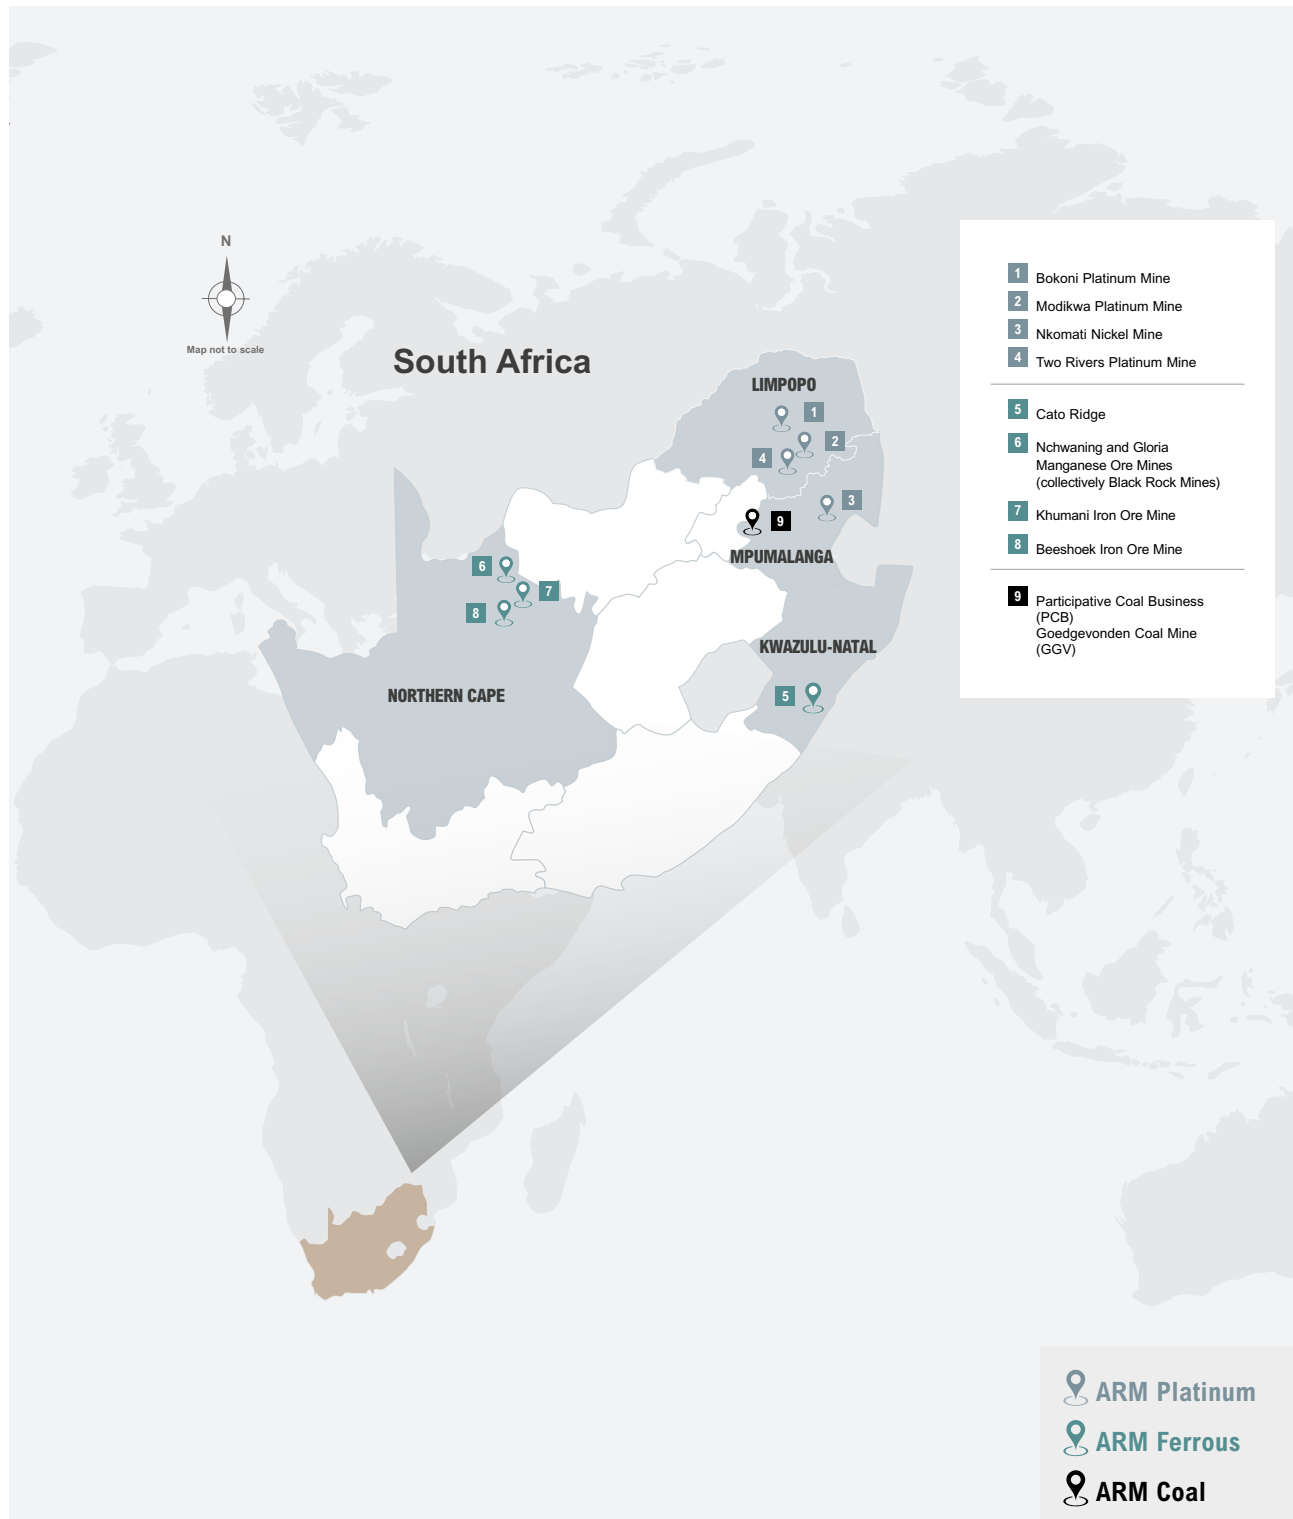 N
Map not to scale
South Africa
LIMPOPO
1
2
4
3
9
MPUMALANGA
6
7
8
KWAZULU-NATAL
NORTHERN CAPE
5
1 Bokoni Platinum Mine
2 Modikwa Platinum Mine
3 Nkomati Nickel Mine
4 Two Rivers Platinum Mine
5 Cato Ridge
6 Nchwaning and Gloria
Manganese Ore Mines
(collectively Black Rock Mines)
7 Khumani Iron Ore Mine
8 Beeshoek Iron Ore Mine
9 Participative Coal Business
(PCB)
Goedgevonden Coal Mine
(GGV)
ARM Platinum
ARM Ferrous
ARM Coal